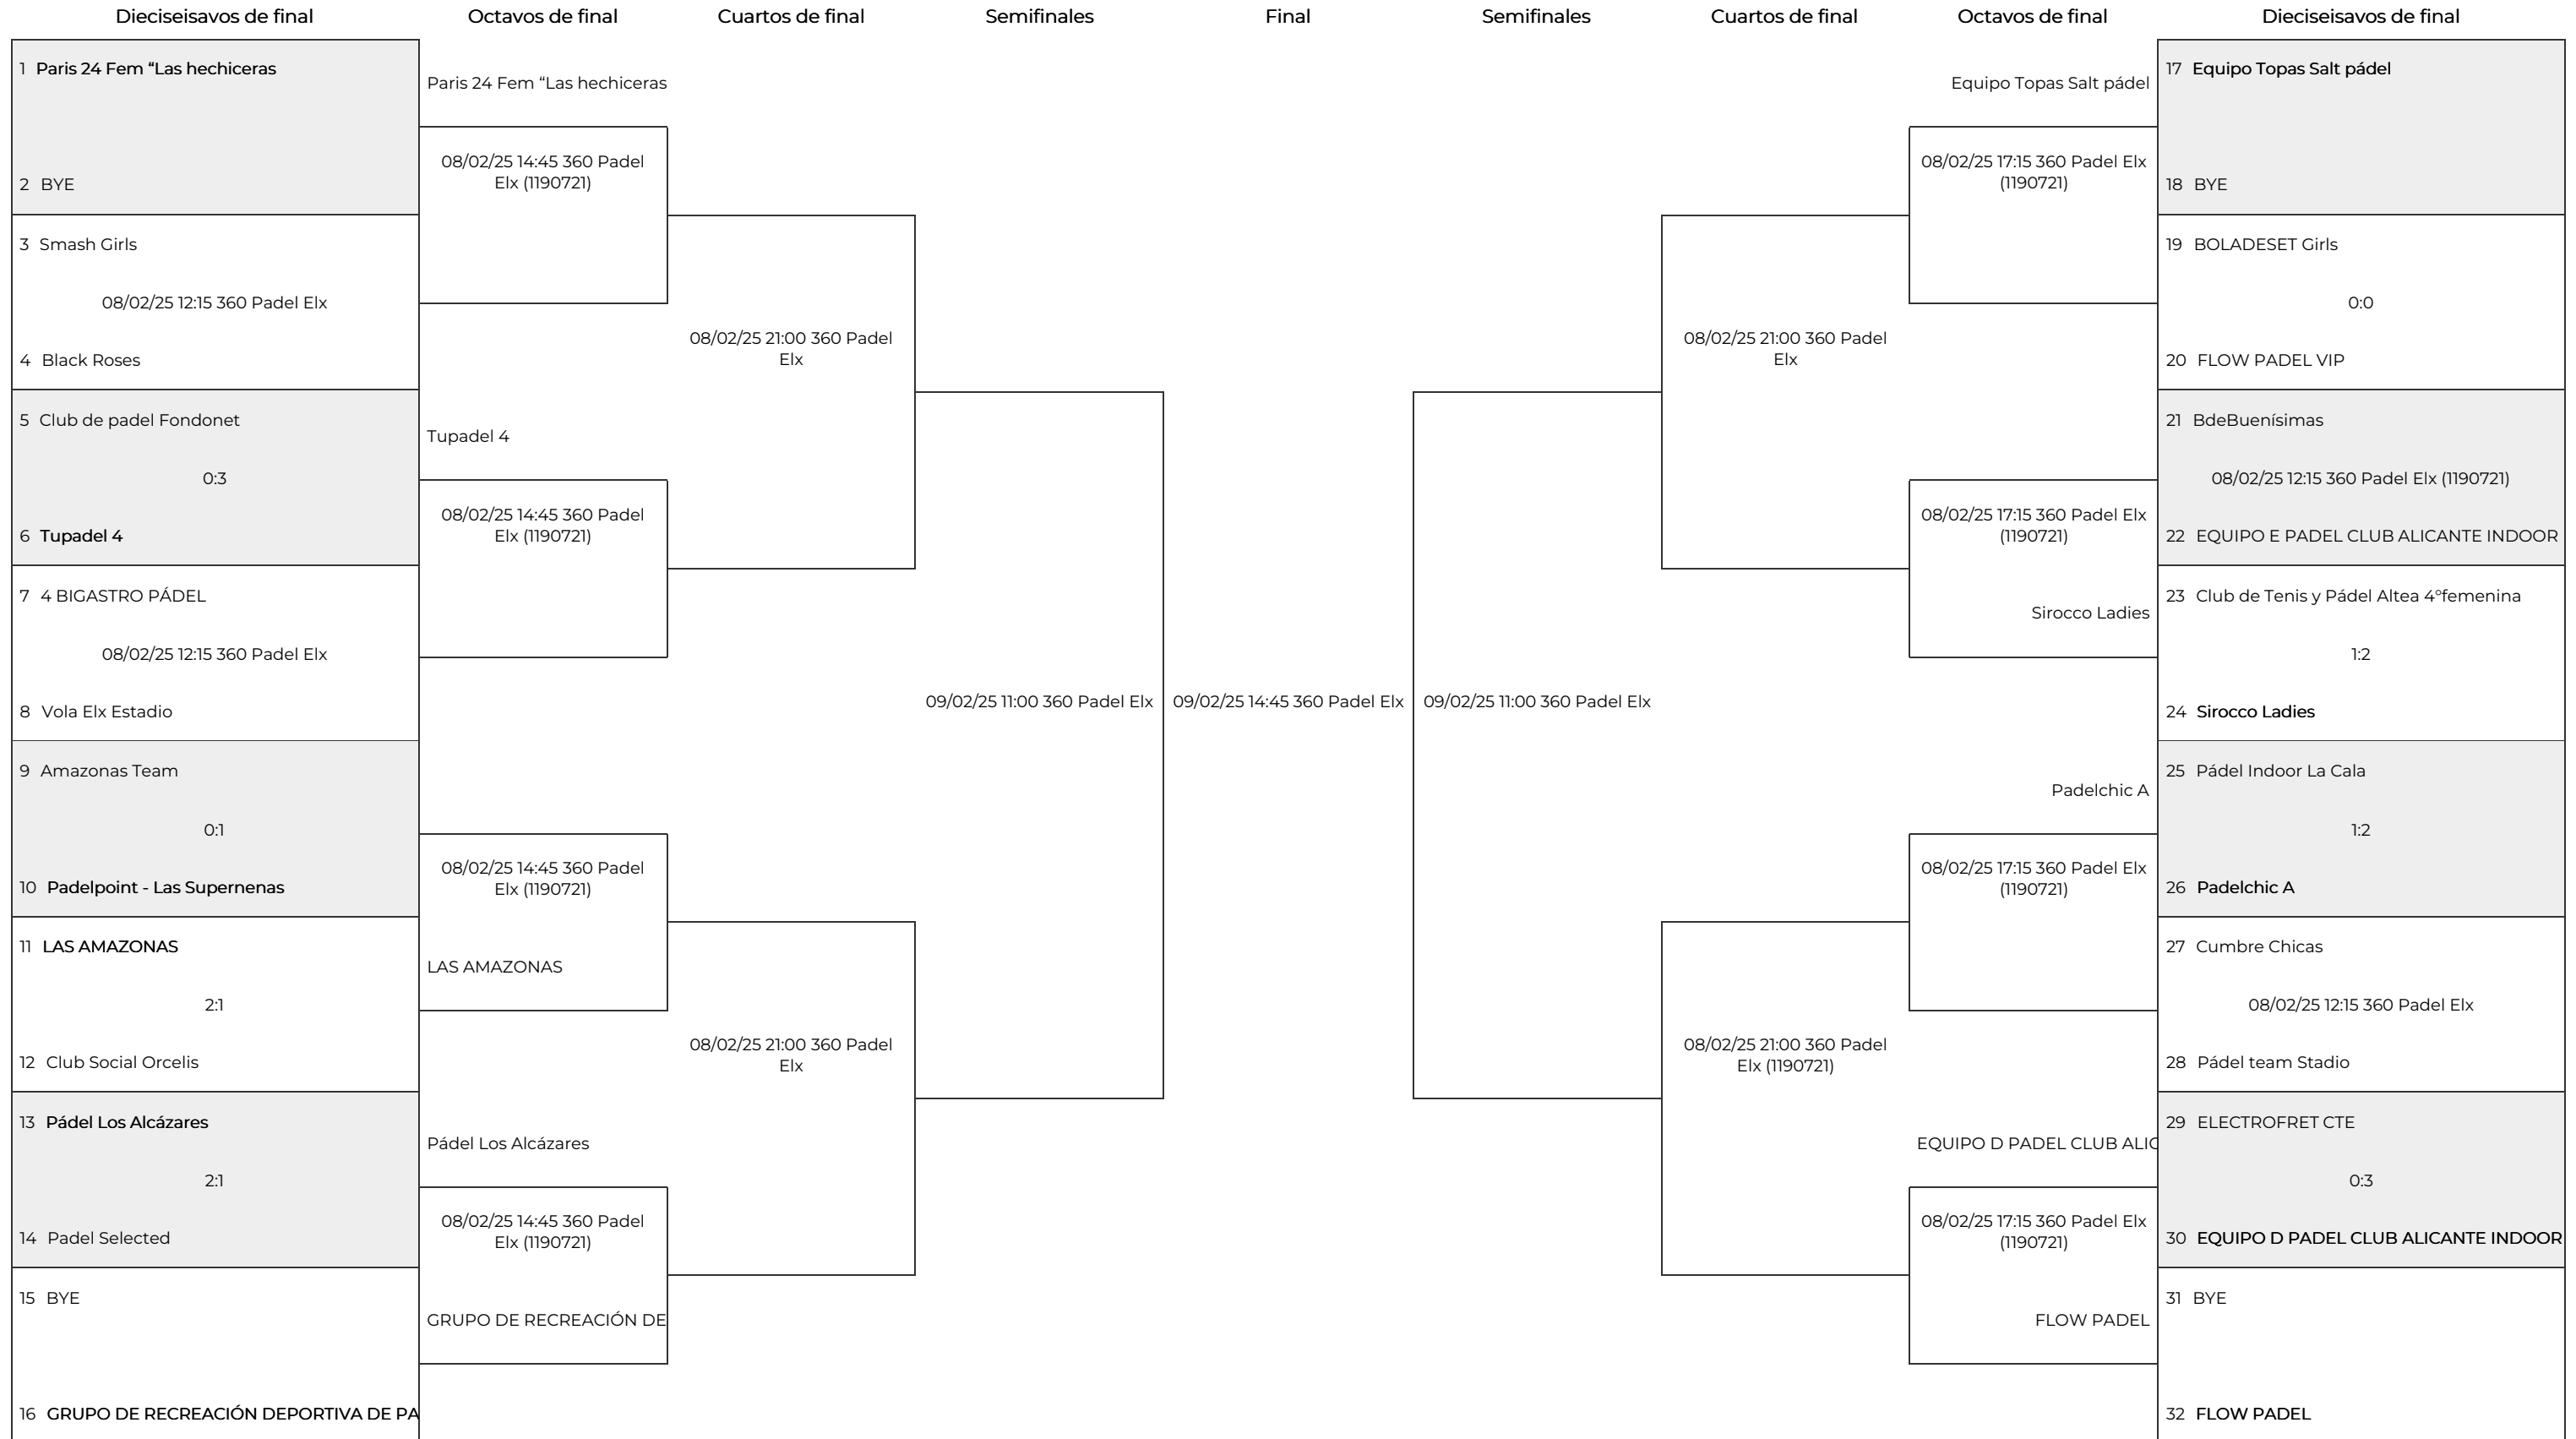 Dieciseisavos de final
Octavos de final
Cuartos de final
Semifinales
Final
Semifinales
Cuartos de final
Octavos de final
Dieciseisavos de final
1 Paris 24 Fem “Las hechiceras
2 BYE
3 Smash Girls
08/02/25 12:15 360 Padel Elx
4 Black Roses
5 Club de padel Fondonet
0:3
6 Tupadel 4
7 4 BIGASTRO PÁDEL
08/02/25 12:15 360 Padel Elx
8 Vola Elx Estadio
9 Amazonas Team
0:1
10 Padelpoint - Las Supernenas
11 LAS AMAZONAS
2:1
12 Club Social Orcelis
13 Pádel Los Alcázares
2:1
14 Padel Selected
15 BYE
16 GRUPO DE RECREACIÓN DEPORTIVA DE PA
Paris 24 Fem “Las hechiceras
08/02/25 14:45 360 Padel
Elx (1190721)
Tupadel 4
08/02/25 14:45 360 Padel
Elx (1190721)
08/02/25 14:45 360 Padel
Elx (1190721)
LAS AMAZONAS
Pádel Los Alcázares
08/02/25 14:45 360 Padel
Elx (1190721)
GRUPO DE RECREACIÓN DE
08/02/25 21:00 360 Padel
Elx
08/02/25 21:00 360 Padel
Elx
09/02/25 11:00 360 Padel Elx
09/02/25 14:45 360 Padel Elx
09/02/25 11:00 360 Padel Elx
08/02/25 21:00 360 Padel
Elx
08/02/25 21:00 360 Padel
Elx (1190721)
Equipo Topas Salt pádel
08/02/25 17:15 360 Padel Elx
(1190721)
08/02/25 17:15 360 Padel Elx
(1190721)
Sirocco Ladies
Padelchic A
08/02/25 17:15 360 Padel Elx
(1190721)
EQUIPO D PADEL CLUB ALIC
08/02/25 17:15 360 Padel Elx
(1190721)
FLOW PADEL
17 Equipo Topas Salt pádel
18 BYE
19 BOLADESET Girls
0:0
20 FLOW PADEL VIP
21 BdeBuenísimas
08/02/25 12:15 360 Padel Elx (1190721)
22 EQUIPO E PADEL CLUB ALICANTE INDOOR
23 Club de Tenis y Pádel Altea 4ºfemenina
1:2
24 Sirocco Ladies
25 Pádel Indoor La Cala
1:2
26 Padelchic A
27 Cumbre Chicas
08/02/25 12:15 360 Padel Elx
28 Pádel team Stadio
29 ELECTROFRET CTE
0:3
30 EQUIPO D PADEL CLUB ALICANTE INDOOR
31 BYE
32 FLOW PADEL